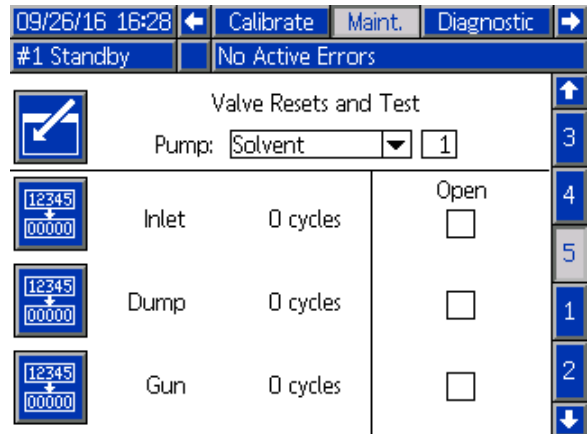 09/26/16 16:28 Calibrate Maint. Diagnostic
#1 Standby No Active Errors
Valve Resets and Test
Pump: Solvent 1
3
Open
12345
00000
Inlet 0 cycles
4
5
12345
00000
Dump 0 cycles
1
12345
00000
Gun 0 cycles
2